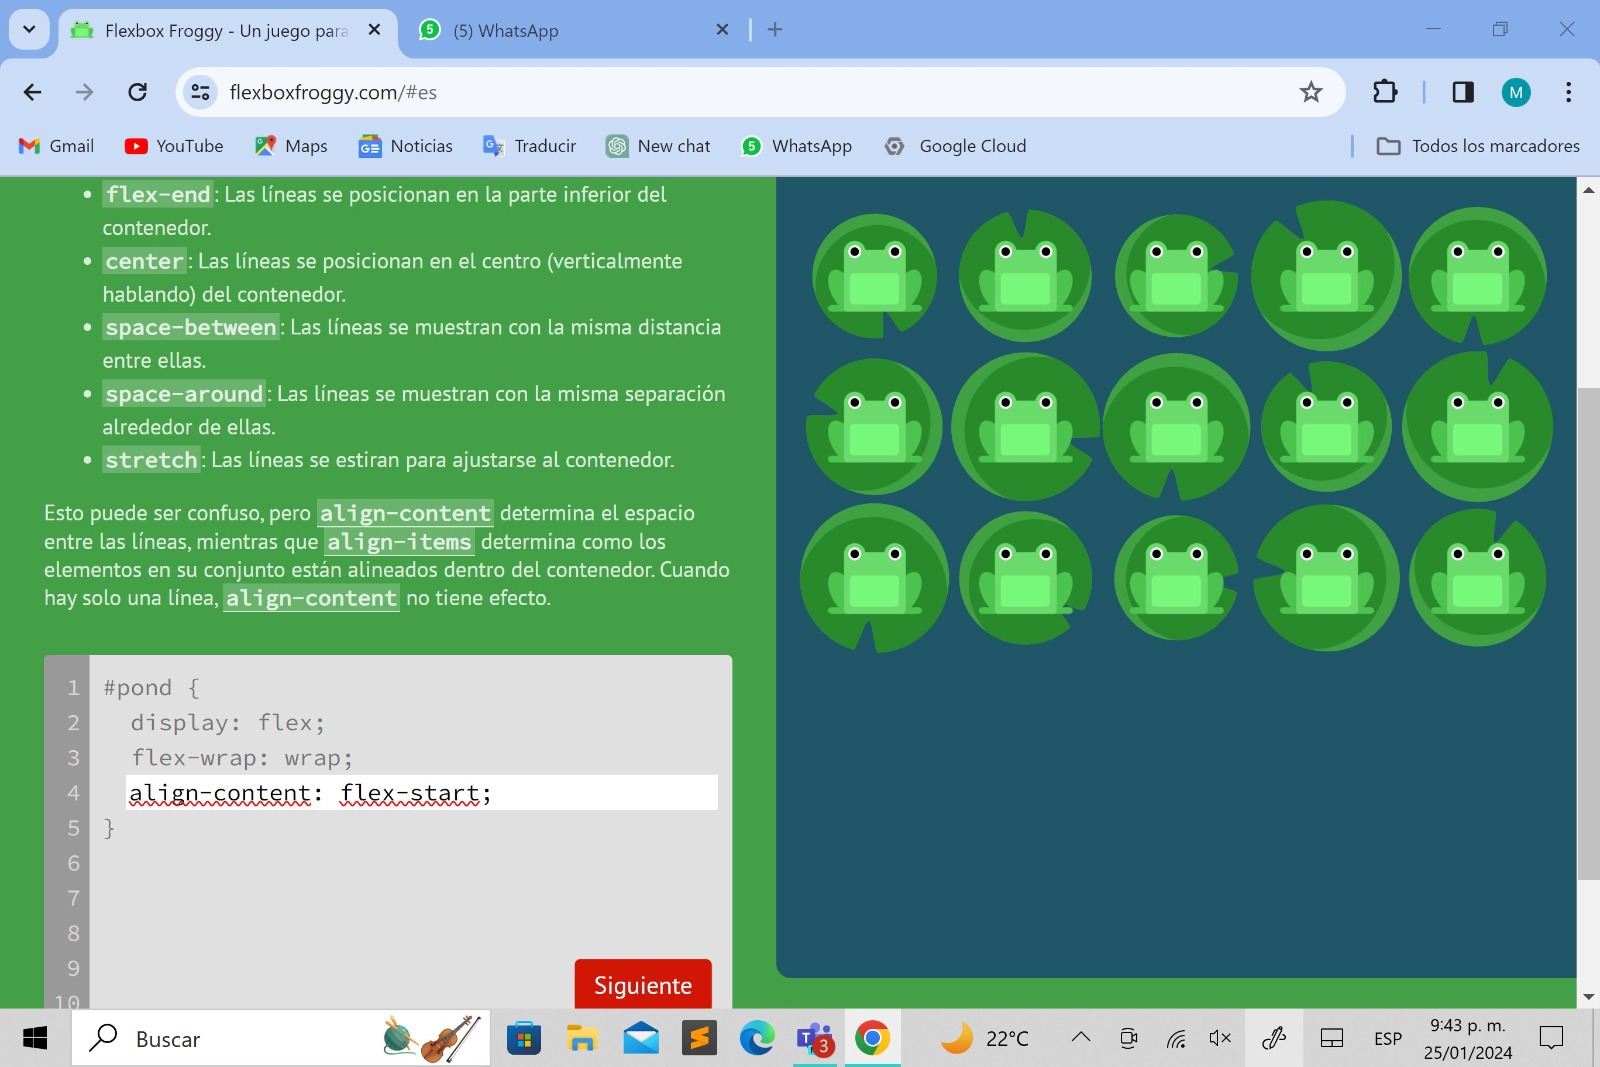 Flexbox Froggy - Un juego para
(5) WhatsApp
flexboxfroggy.com/#es
M
Gmail
YouTube
Maps
Noticias
Traducir
New chat
5
WhatsApp
Google Cloud
Todos los marcadores
flex-end: Las líneas se posicionan en la parte inferior del
contenedor.
center: Las líneas se posicionan en el centro (verticalmente
hablando) del contenedor.
space-between: Las líneas se muestran con la misma distancia
entre ellas.
space-around: Las líneas se muestran con la misma separación
alrededor de ellas.
stretch: Las líneas se estiran para ajustarse al contenedor.
Esto puede ser confuso, pero align-content determina el espacio
entre las líneas, mientras que align-items determina como los
elementos en su conjunto están alineados dentro del contenedor. Cuando
hay solo una línea, align-content no tiene efecto.
1 #pond {
2 display: flex;
3 flex-wrap: wrap;
4 align-content: flex-start;
5 }
6
7
8
9
10
Siguiente
Buscar
3
22°C
ESP
9:43 p. m.
25/01/2024